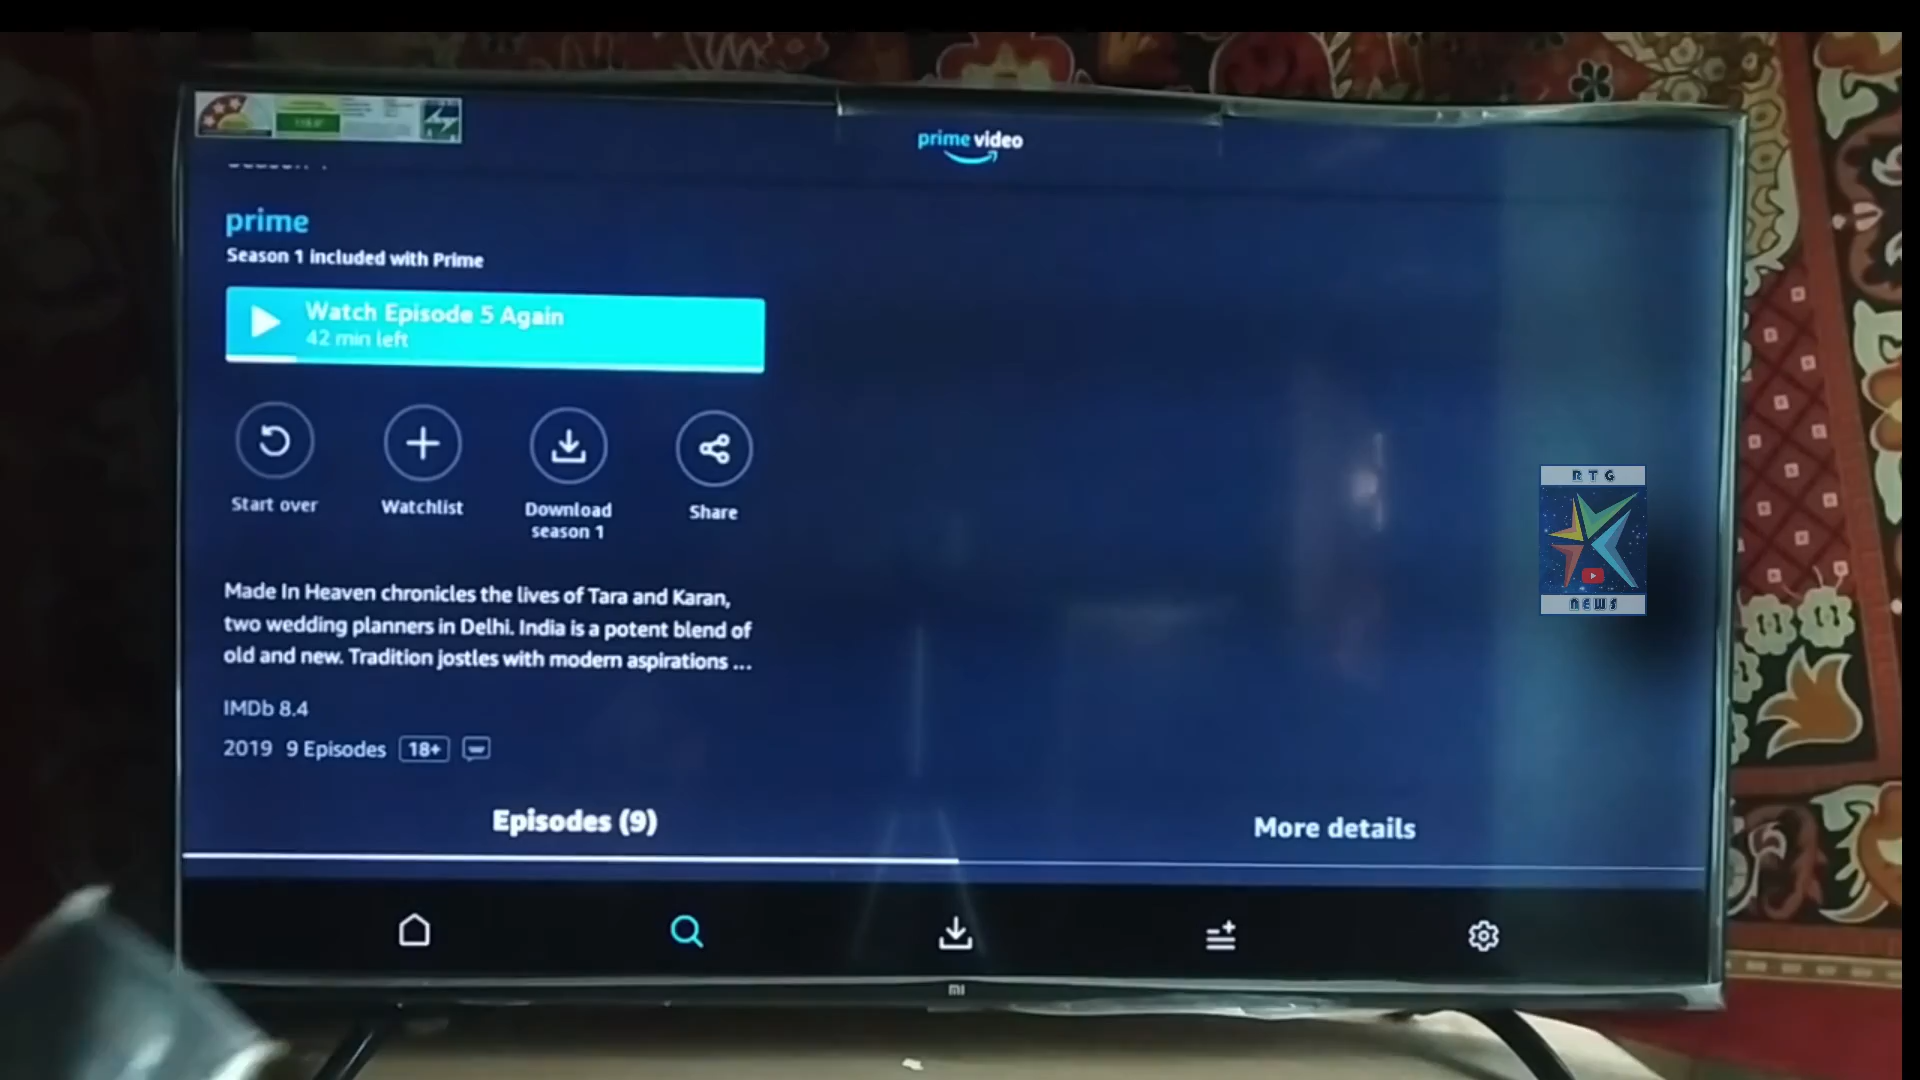 prime video
prime
Season 1 included with Prime
Watch Episode 5 Again
42 min left
Start over
Watchlist
Download
season 1
Share
Made In Heaven chronicles the lives of Tara and Karan,
two wedding planners in Delhi. India is a potent blend of
old and new. Tradition jostles with modern aspirations ...
IMDb 8.4
2019 9 Episodes 18+
Episodes (9)
More details
RTG
NEWS
mi